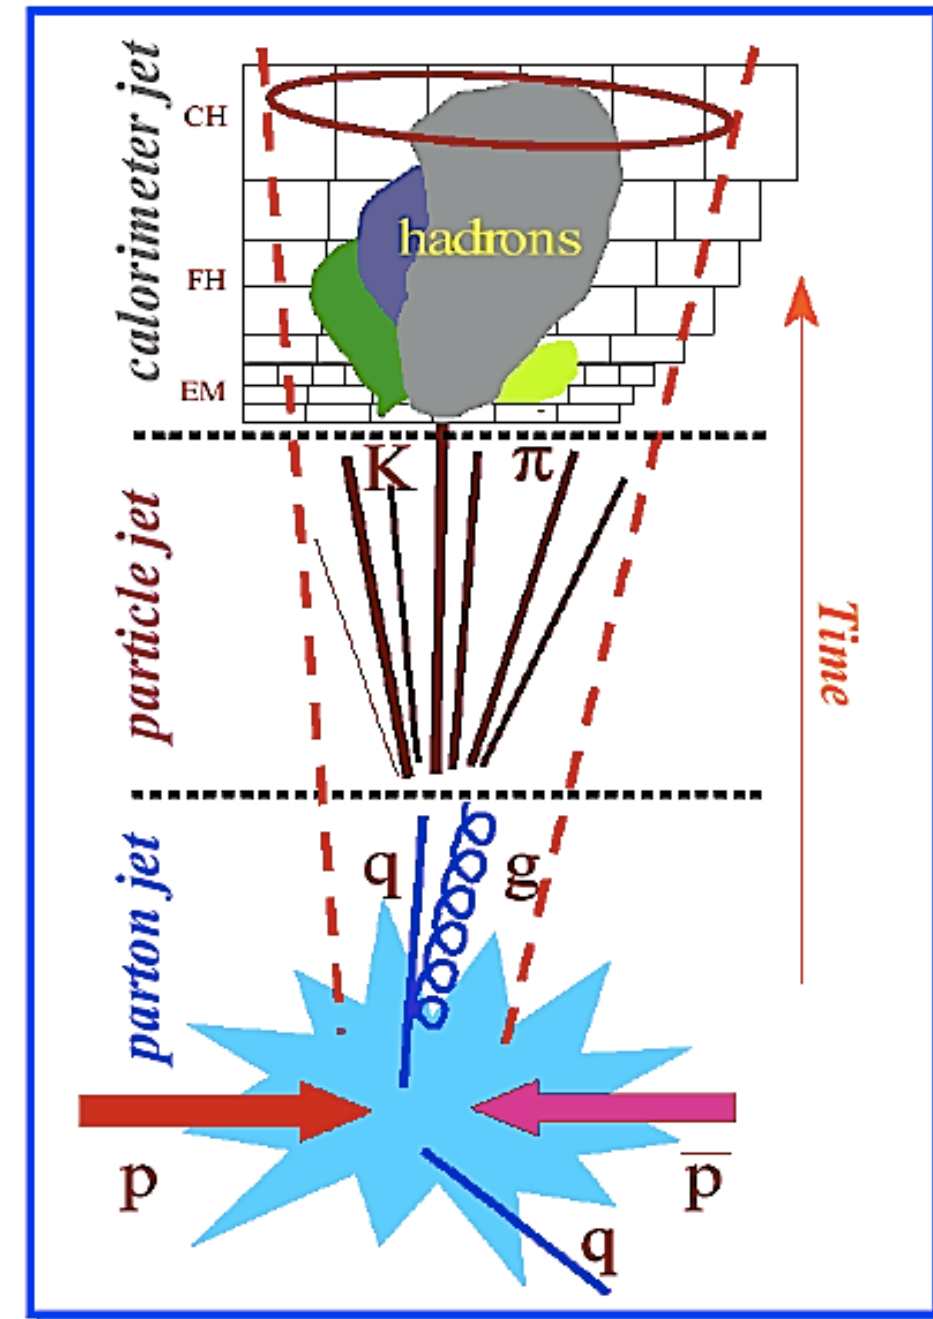 calorimeter jet
CH
hadrons
FH
EM
K
π
particle jet
Time
parton jet
q
g
p
p̅
q